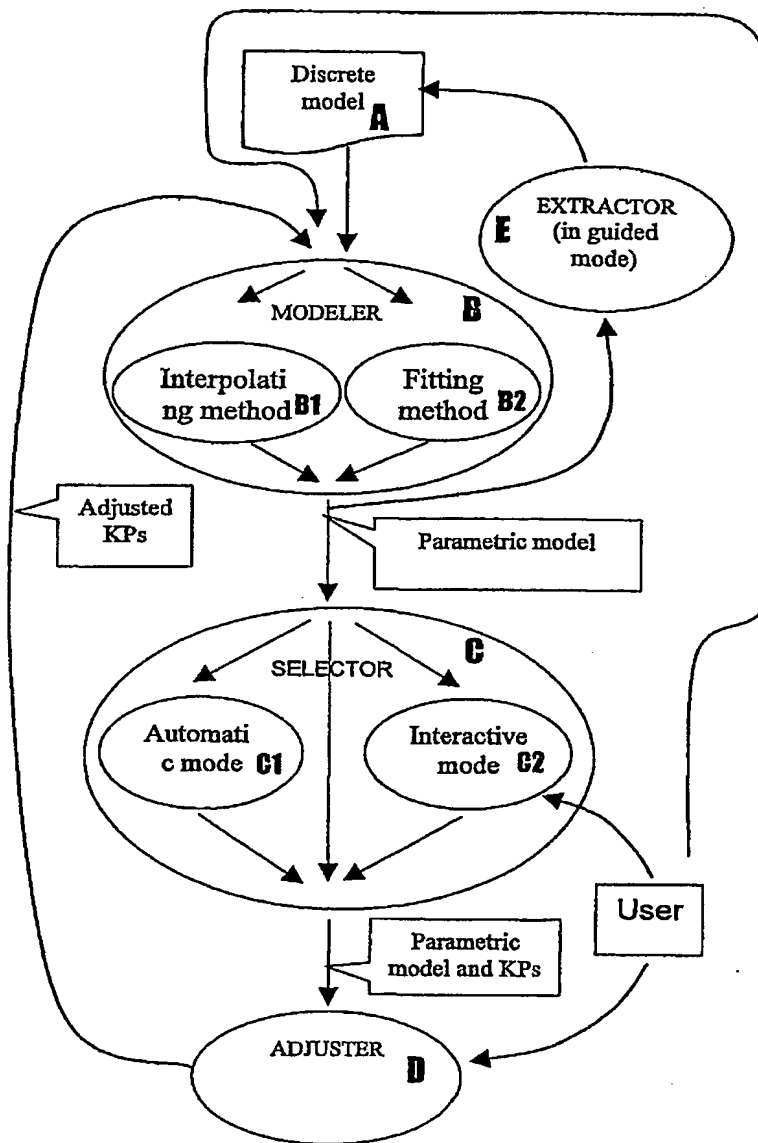 Discrete
model A
EXTRACTOR
E (in guided
mode)
MODELER B
Interpolati
ng method B1
Fitting
method B2
Adjusted
KPs
Parametric model
SELECTOR C
Automati
c mode C1
Interactive
mode C2
User
Parametric
model and KPs
ADJUSTER D